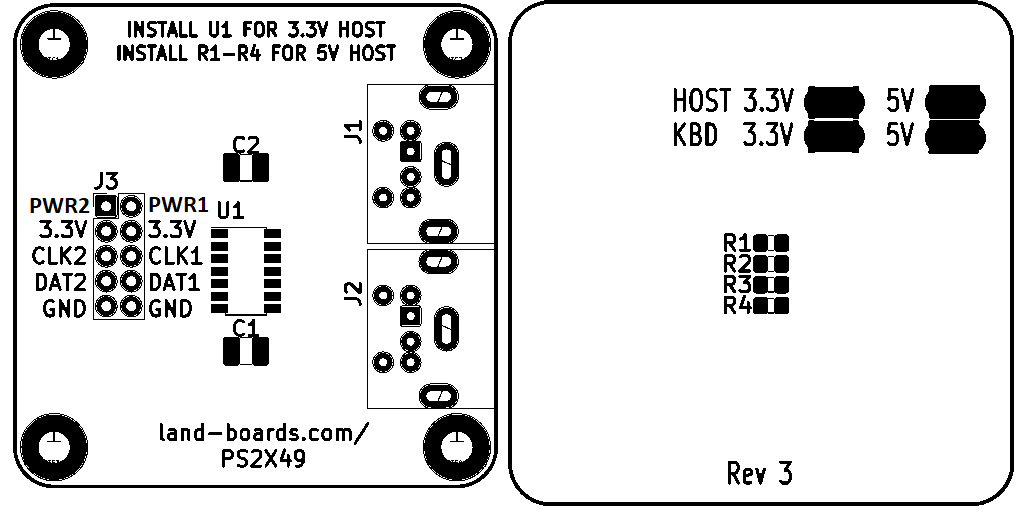 INSTALL U1 FOR 3.3V HOST
INSTALL R1-R4 FOR 5V HOST
J1
C2
J3
PWR2 PWR1
U1
3.3V 3.3V
CLK2 CLK1
DAT2 DAT1
GND GND
J2
C1
land-boards.com/
PS2X49
HOST 3.3V 5V
KBD 3.3V 5V
R1
R2
R3
R4
Rev 3